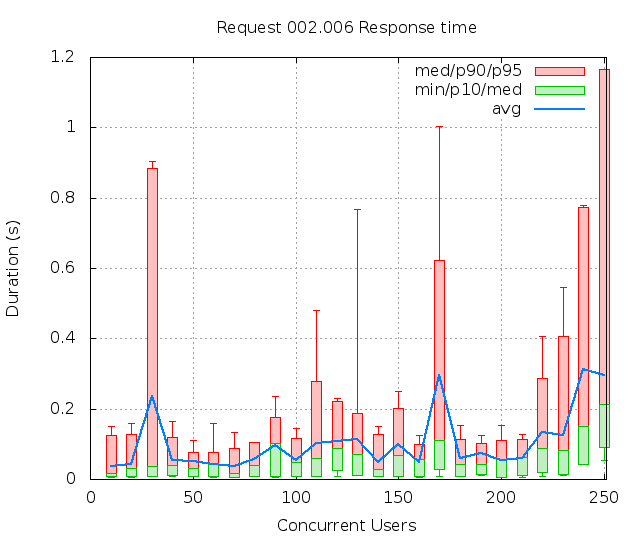 Request 002.006 Response time
med/p90/p95
min/p10/med
avg
Duration (s)
1.2
1
0.8
0.6
0.4
0.2
0
0 50 100 150 200 250
Concurrent Users